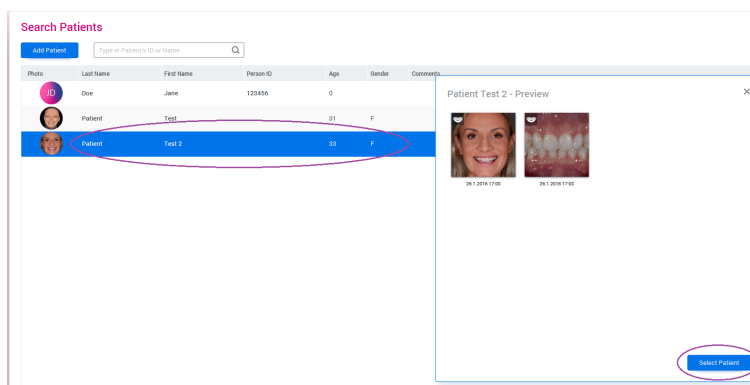 Search Patients
Add Patient
Type in Patient's ID or Name
Photo Last Name First Name Person ID Age Gender Comments
JD Doe Jane 123456 0
Patient Test 31 F
Patient Test 2 33 F
Patient Test 2 - Preview
26.1.2016 17:00 26.1.2016 17:00
Select Patient